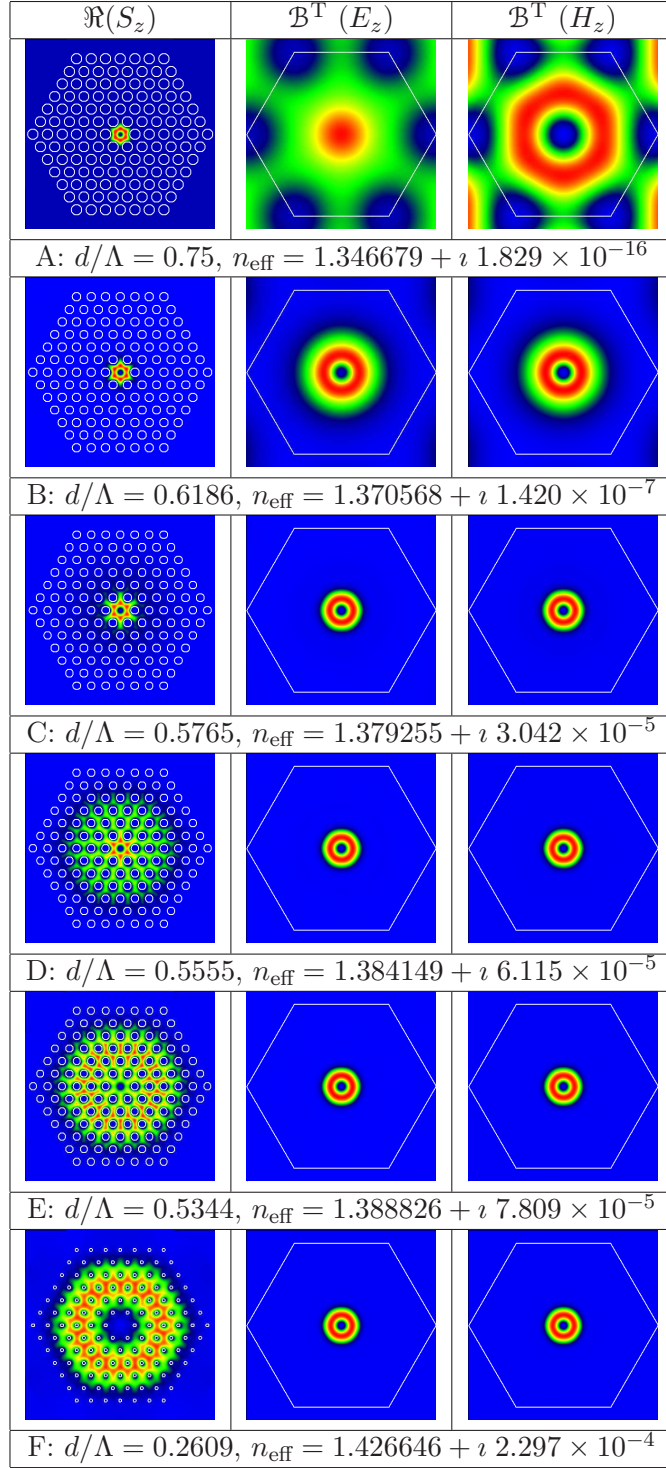 ℜ(S_z) ℬ^T (E_z) ℬ^T (H_z)
A: d/Λ = 0.75, n_eff = 1.346679 + ı 1.829 × 10^−16
B: d/Λ = 0.6186, n_eff = 1.370568 + ı 1.420 × 10^−7
C: d/Λ = 0.5765, n_eff = 1.379255 + ı 3.042 × 10^−5
D: d/Λ = 0.5555, n_eff = 1.384149 + ı 6.115 × 10^−5
E: d/Λ = 0.5344, n_eff = 1.388826 + ı 7.809 × 10^−5
F: d/Λ = 0.2609, n_eff = 1.426646 + ı 2.297 × 10^−4